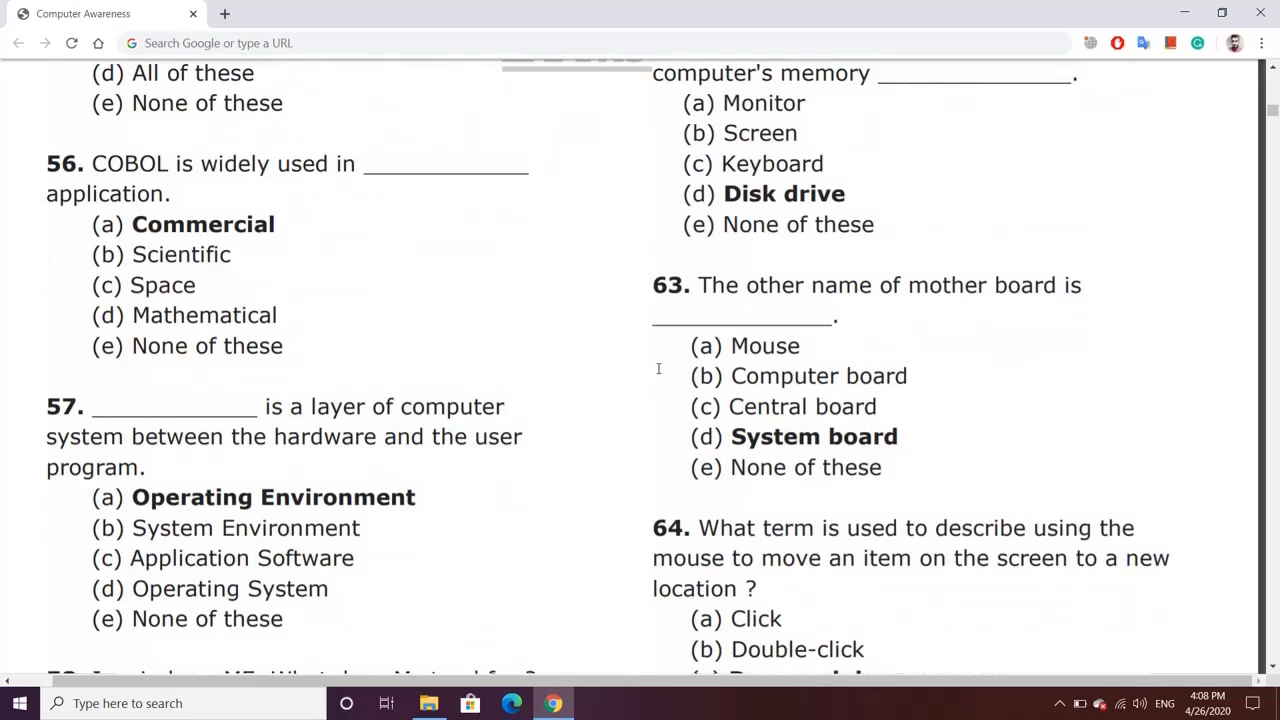 Computer Awareness
Search Google or type a URL
(d) All of these
(e) None of these
56. COBOL is widely used in ______________
application.
(a) Commercial
(b) Scientific
(c) Space
(d) Mathematical
(e) None of these
57. ______________ is a layer of computer
system between the hardware and the user
program.
(a) Operating Environment
(b) System Environment
(c) Application Software
(d) Operating System
(e) None of these
computer's memory ________________.
(a) Monitor
(b) Screen
(c) Keyboard
(d) Disk drive
(e) None of these
63. The other name of mother board is
_______________.
(a) Mouse
(b) Computer board
(c) Central board
(d) System board
(e) None of these
64. What term is used to describe using the
mouse to move an item on the screen to a new
location ?
(a) Click
(b) Double-click
Type here to search
ENG
4:08 PM
4/26/2020